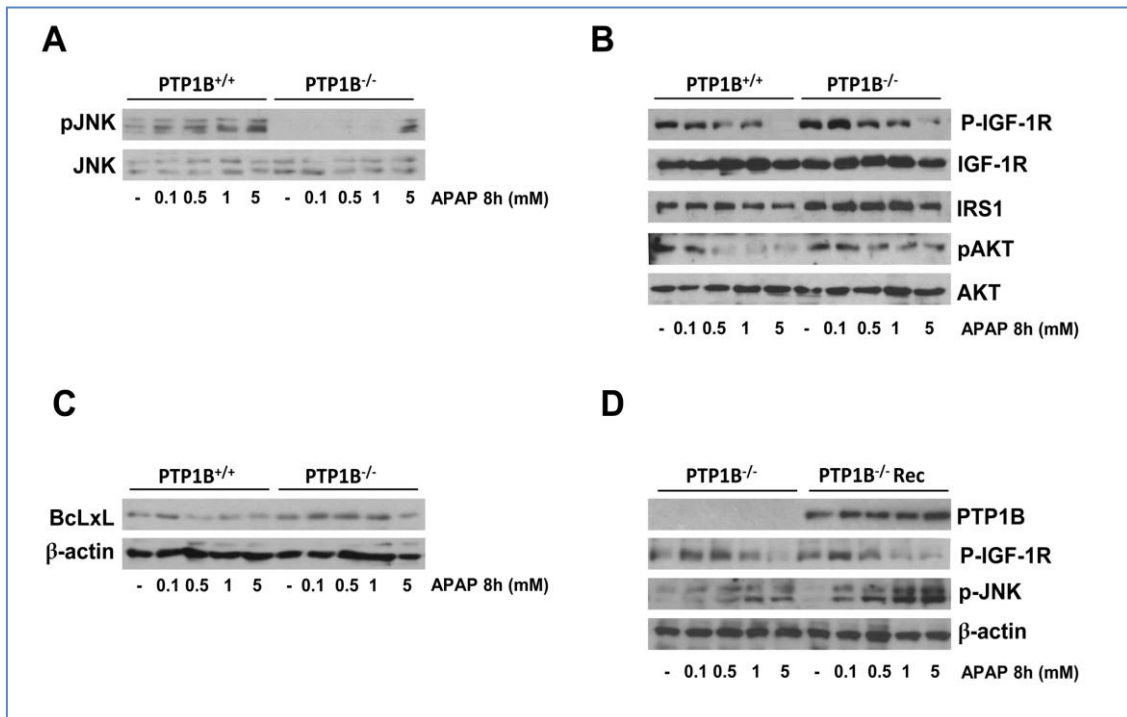 A
PTP1B+/+ PTP1B-/-
pJNK
JNK
- 0.1 0.5 1 5 - 0.1 0.5 1 5 APAP 8h (mM)
B
PTP1B+/+ PTP1B-/-
P-IGF-1R
IGF-1R
IRS1
pAKT
AKT
- 0.1 0.5 1 5 - 0.1 0.5 1 5 APAP 8h (mM)
C
PTP1B+/+ PTP1B-/-
BcLxL
β-actin
- 0.1 0.5 1 5 - 0.1 0.5 1 5 APAP 8h (mM)
D
PTP1B-/- PTP1B-/- Rec
PTP1B
P-IGF-1R
p-JNK
β-actin
- 0.1 0.5 1 5 - 0.1 0.5 1 5 APAP 8h (mM)